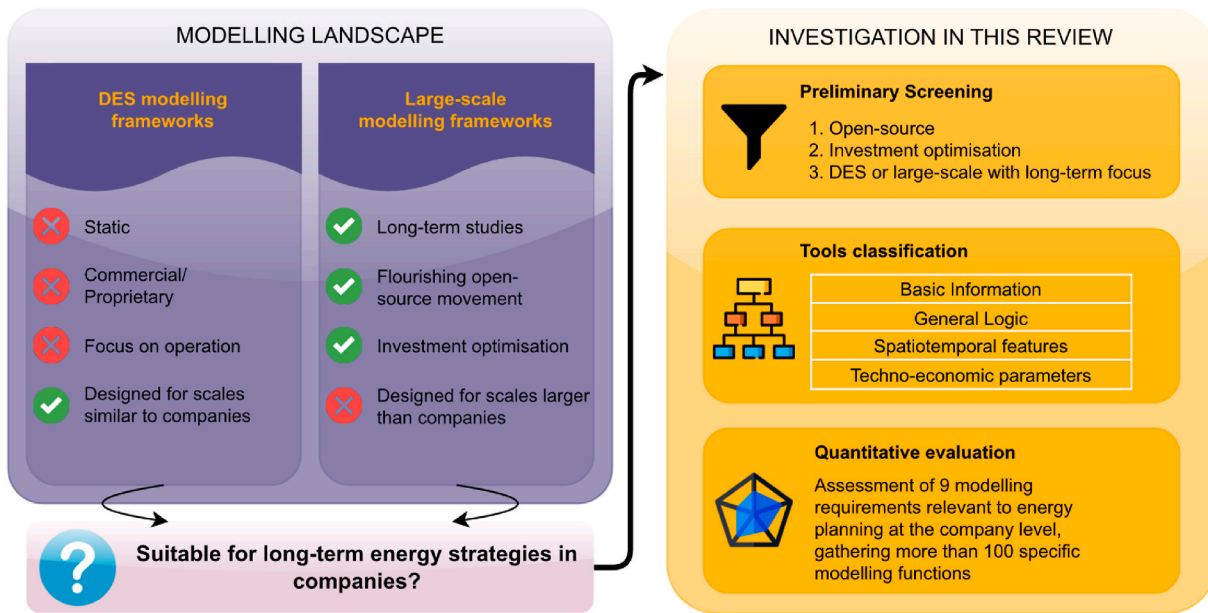 MODELLING LANDSCAPE
DES modelling
frameworks
Static
Commercial/
Proprietary
Focus on operation
Designed for scales
similar to companies
Large-scale
modelling frameworks
Long-term studies
Flourishing open-
source movement
Investment optimisation
Designed for scales larger
than companies
?
Suitable for long-term energy strategies in
companies?
INVESTIGATION IN THIS REVIEW
Preliminary Screening
1. Open-source
2. Investment optimisation
3. DES or large-scale with long-term focus
Tools classification
Basic Information
General Logic
Spatiotemporal features
Techno-economic parameters
Quantitative evaluation
Assessment of 9 modelling
requirements relevant to energy
planning at the company level,
gathering more than 100 specific
modelling functions